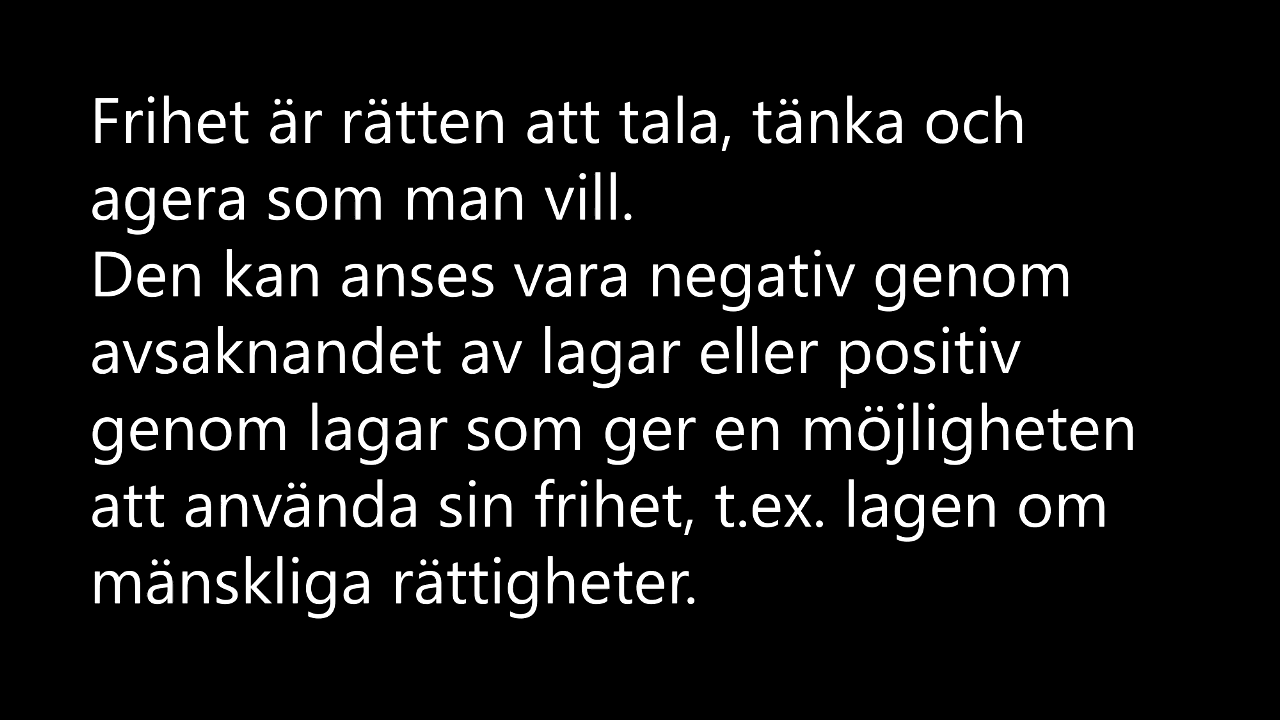 Frihet är rätten att tala, tänka och
agera som man vill.
Den kan anses vara negativ genom
avsaknandet av lagar eller positiv
genom lagar som ger en möjligheten
att använda sin frihet, t.ex. lagen om
mänskliga rättigheter.